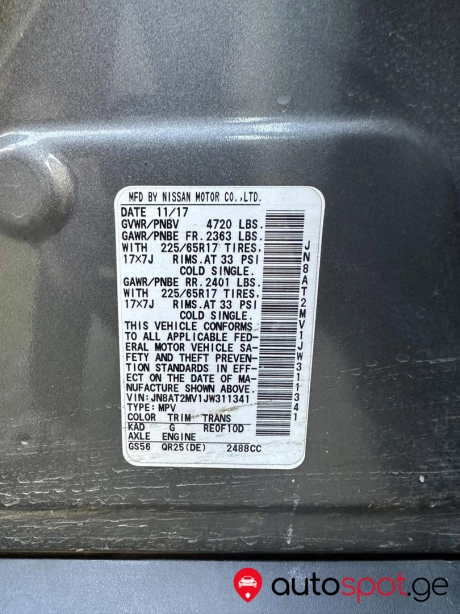 MFD BY NISSAN MOTOR CO.,LTD.
DATE 11/17
GVWR/PNBV 4720 LBS.
GAWR/PNBE FR. 2363 LBS.
WITH 225/65R17 TIRES,
17×7J RIMS. AT 33 PSI
COLD SINGLE.
GAWR/PNBE RR. 2401 LBS.
WITH 225/65R17 TIRES,
17×7J RIMS. AT 33 PSI
COLD SINGLE.
THIS VEHICLE CONFORMS
TO ALL APPLICABLE FED-
ERAL MOTOR VEHICLE SA-
FETY AND THEFT PREVEN-
TION STANDARDS IN EFF-
ECT ON THE DATE OF MA-
NUFACTURE SHOWN ABOVE.
VIN: JN8AT2MV1JW311341
TYPE: MPV
COLOR TRIM TRANS
KAD G RE0F10D
AXLE ENGINE
GS56 QR25(DE) 2488CC
JN8AT2MV1JW311341
autospot.ge